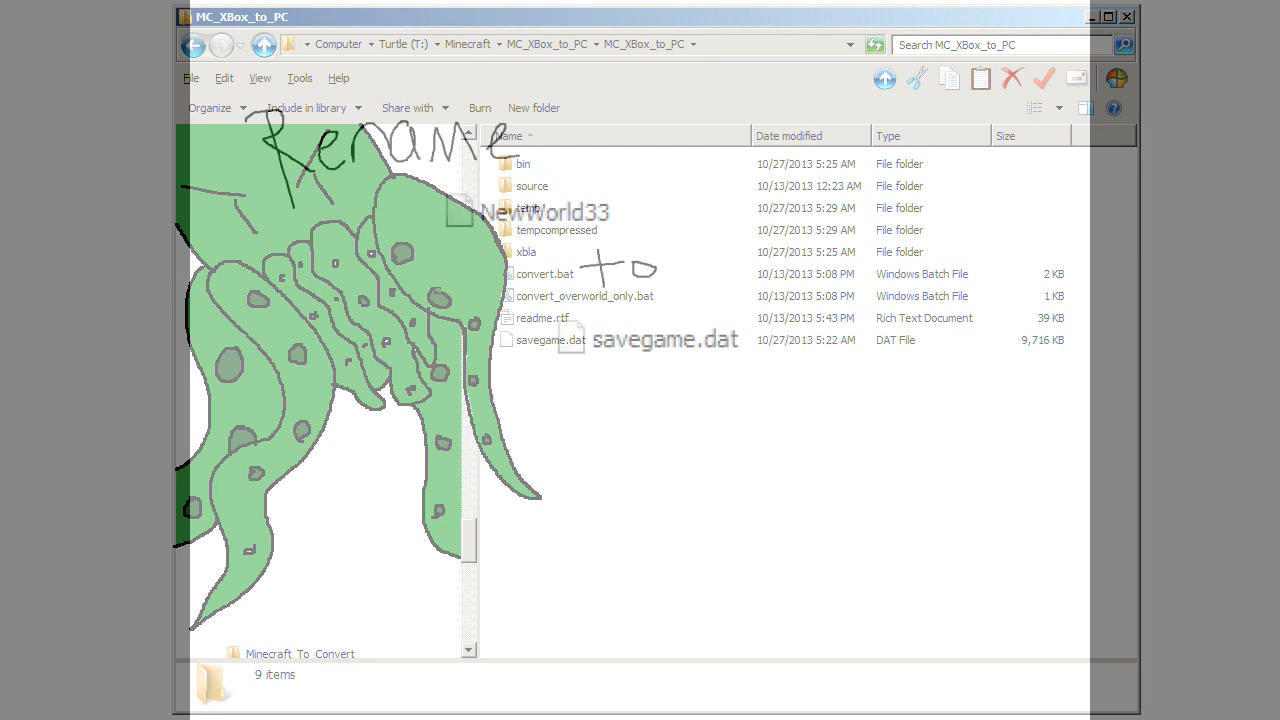 MC_XBox_to_PC
Computer Turtle (T:) Minecraft MC_XBox_to_PC MC_XBox_to_PC Search MC_XBox_to_PC
File Edit View Tools Help
Organize Include in library Share with Burn New folder
Rename
Name Date modified Type Size
bin 10/27/2013 5:25 AM File folder
source 10/13/2013 12:23 AM File folder
temp 10/27/2013 5:29 AM File folder
NewWorld33
tempcompressed 10/27/2013 5:29 AM File folder
xbla 10/27/2013 5:25 AM File folder
to
convert.bat 10/13/2013 5:08 PM Windows Batch File 2 KB
convert_overworld_only.bat 10/13/2013 5:08 PM Windows Batch File 1 KB
readme.rtf 10/13/2013 5:43 PM Rich Text Document 39 KB
savegame.dat 10/27/2013 5:22 AM DAT File 9,716 KB
savegame.dat
Minecraft To Convert
9 items